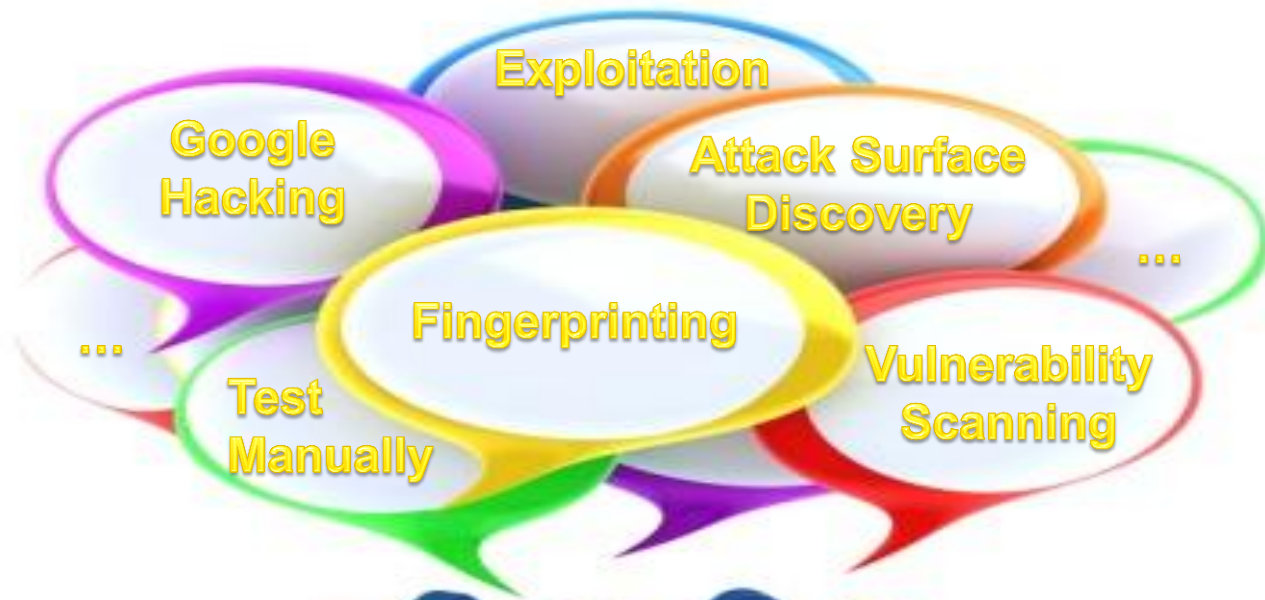 Exploitation
Google
Hacking
Attack Surface
Discovery
...
Fingerprinting
...
Test
Manually
Vulnerability
Scanning